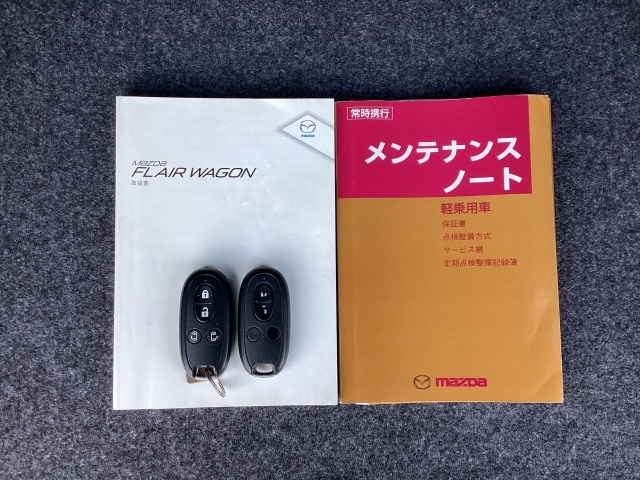 mazda
FLAIR WAGON
取扱書
常時携行
メンテナンス
ノート
軽乗用車
保証書
点検整備方式
サービス網
定期点検整備記録簿
mazda